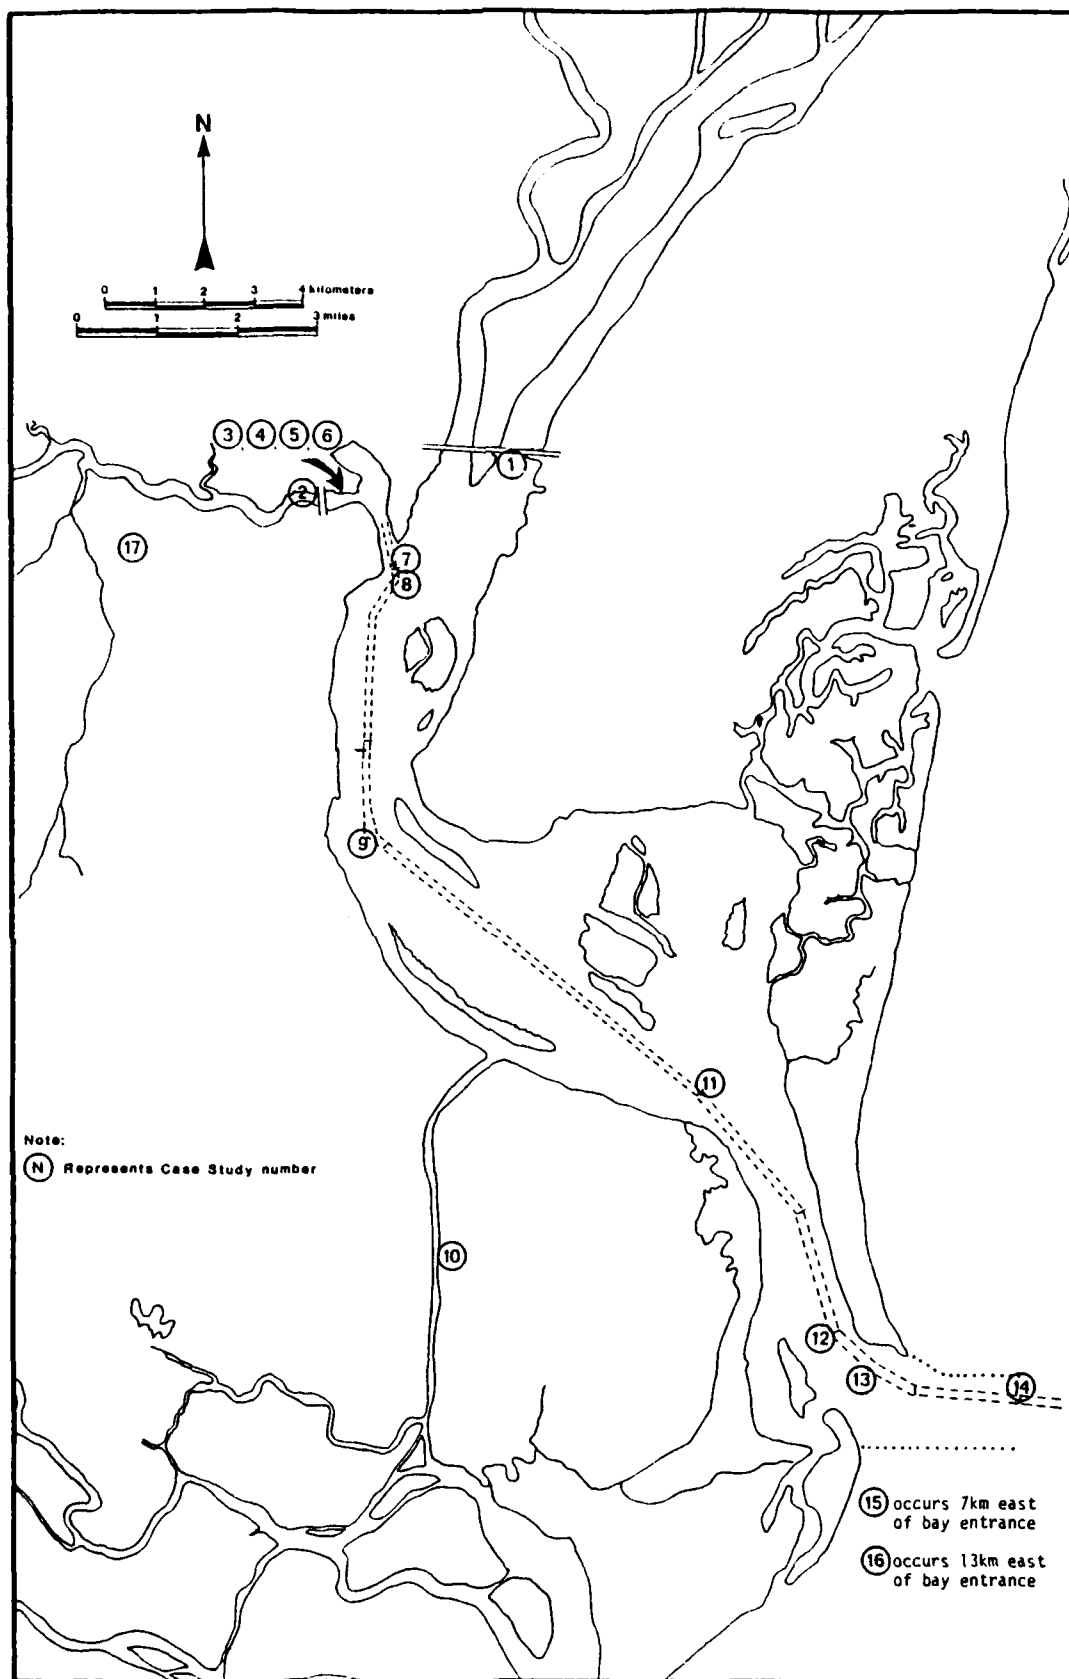 N
0 1 2 3 4 kilometers
0 1 2 3 miles
3 4 5 6
1
2
17
7
8
9
11
Note:
N Represents Case Study number
10
12
13
14
15 occurs 7km east
of bay entrance
16 occurs 13km east
of bay entrance